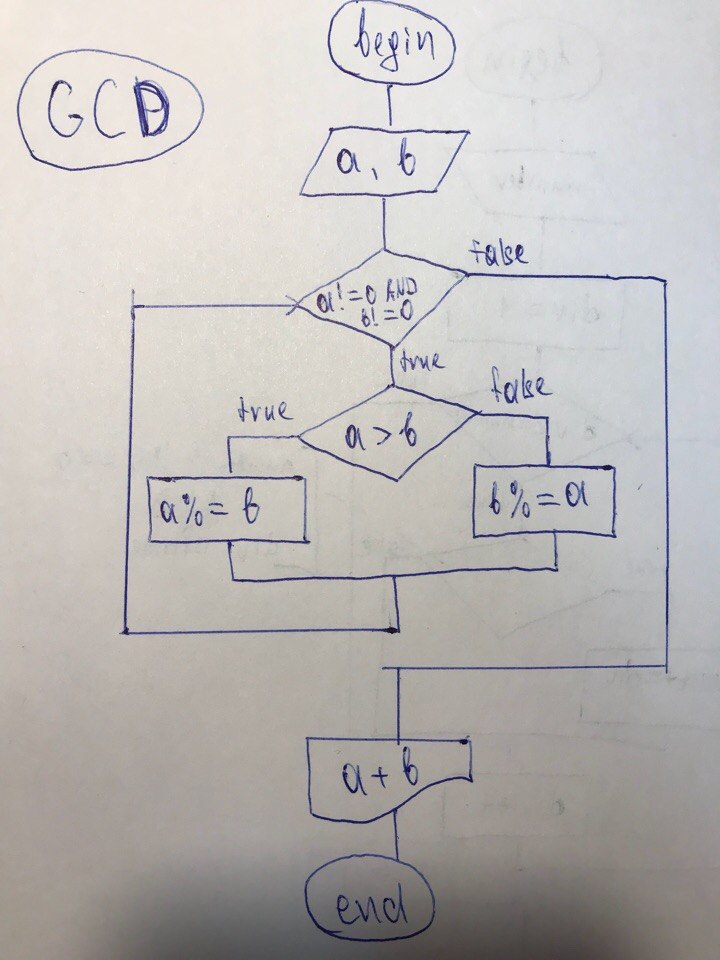 begin
GCD
a, b
false
a!=0 AND
b!=0
true
false
true
a>b
a%=b
b%=a
a+b
end